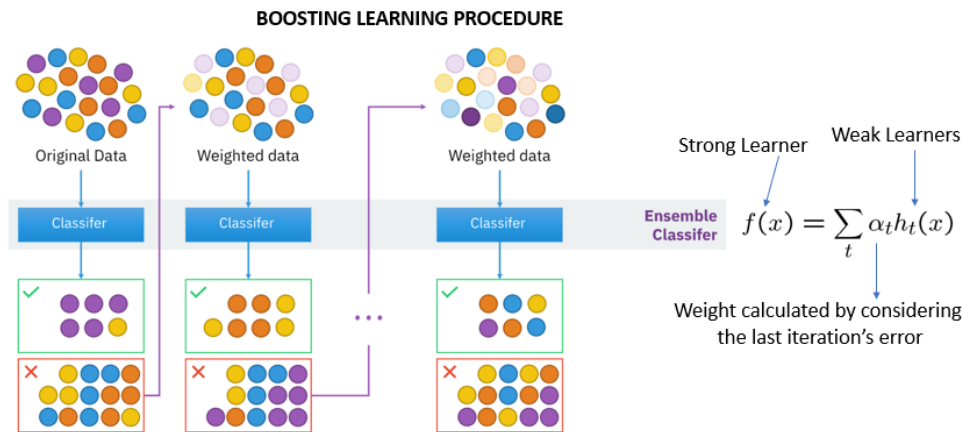 BOOSTING LEARNING PROCEDURE
Original Data
Weighted data
Weighted data
Classifer
Classifer
Classifer
Ensemble
Classifer
Strong Learner
Weak Learners
f(x) = ∑_t α_t h_t(x)
Weight calculated by considering
the last iteration's error